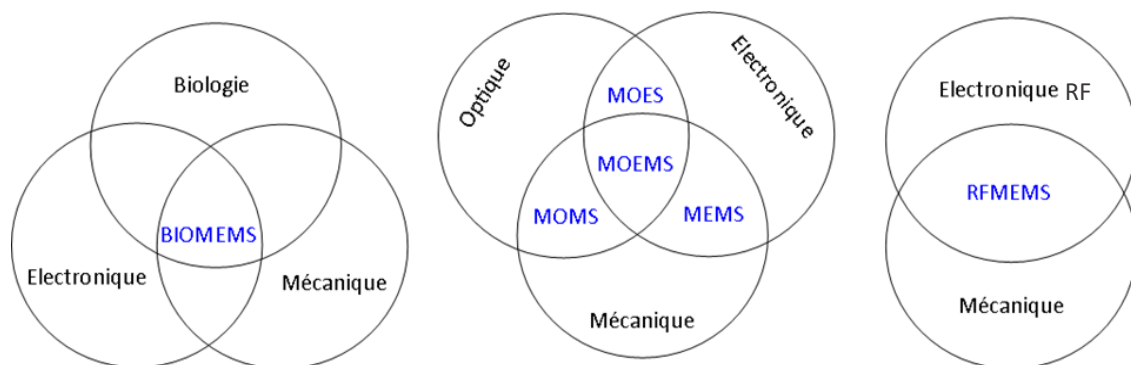 Biologie
BIOMEMS
Electronique
Mécanique
Optique
Electronique
MOES
MOEMS
MOMS
MEMS
Mécanique
Electronique RF
RFMEMS
Mécanique